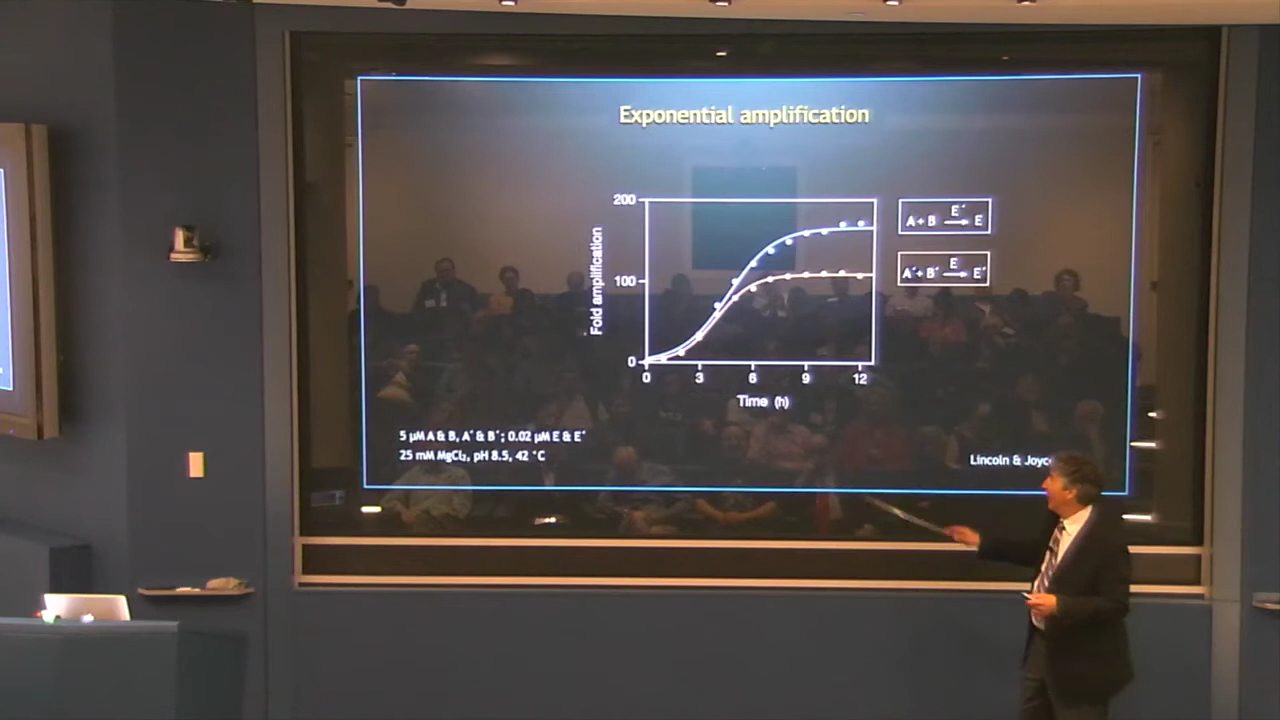 Exponential amplification
200
100
0
Fold amplification
0 3 6 9 12
Time (h)
E'
A + B → E
E
A' + B' → E'
5 µM A & B, A' & B'; 0.02 µM E & E'
25 mM MgCl₂, pH 8.5, 42 °C
Lincoln &